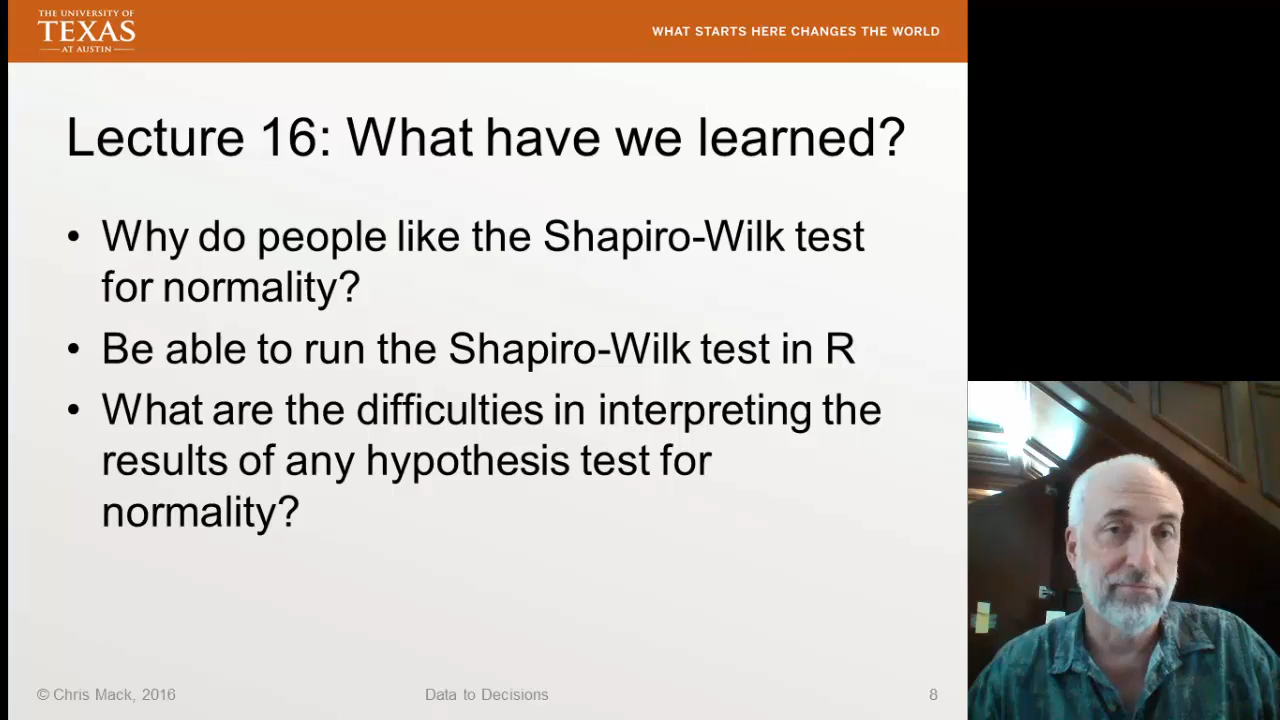 THE UNIVERSITY OF
TEXAS
AT AUSTIN
WHAT STARTS HERE CHANGES THE WORLD
Lecture 16: What have we learned?
• Why do people like the Shapiro-Wilk test
for normality?
• Be able to run the Shapiro-Wilk test in R
• What are the difficulties in interpreting the
results of any hypothesis test for
normality?
© Chris Mack, 2016
Data to Decisions
8